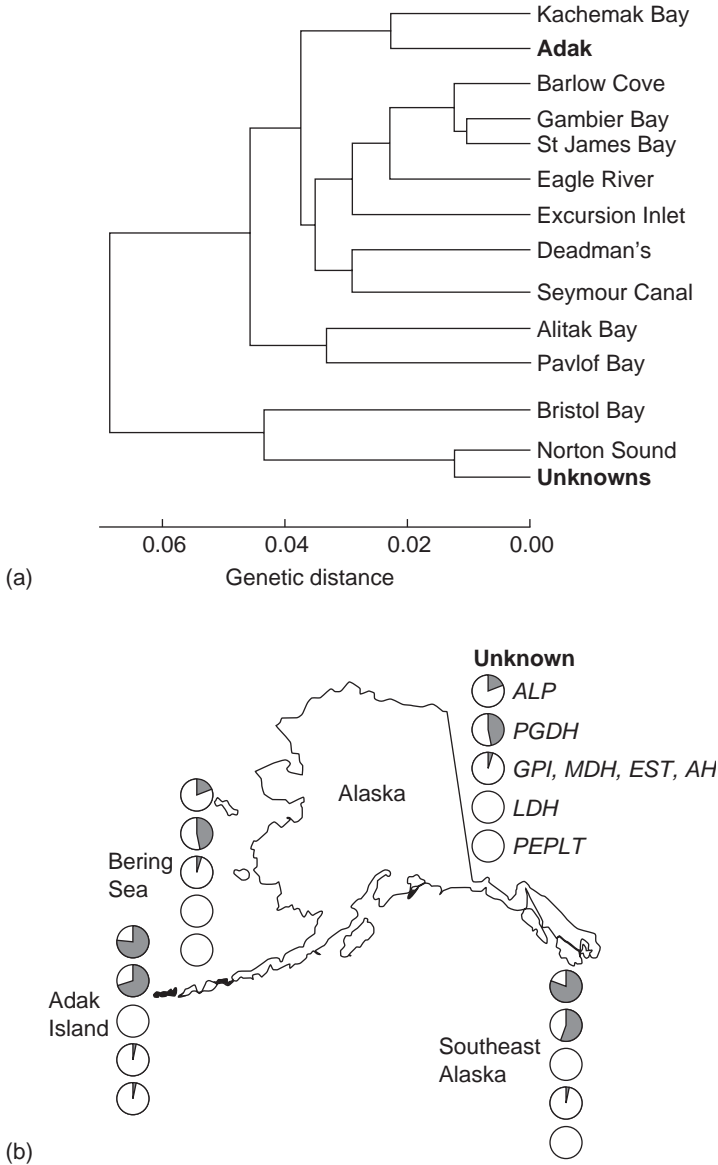 Kachemak Bay
Adak
Barlow Cove
Gambier Bay
St James Bay
Eagle River
Excursion Inlet
Deadman's
Seymour Canal
Alitak Bay
Pavlof Bay
Bristol Bay
Norton Sound
Unknowns
0.06 0.04 0.02 0.00
(a) Genetic distance
Unknown
ALP
PGDH
GPI, MDH, EST, AH
LDH
PEPLT
Alaska
Bering
Sea
Adak
Island
Southeast
Alaska
(b)